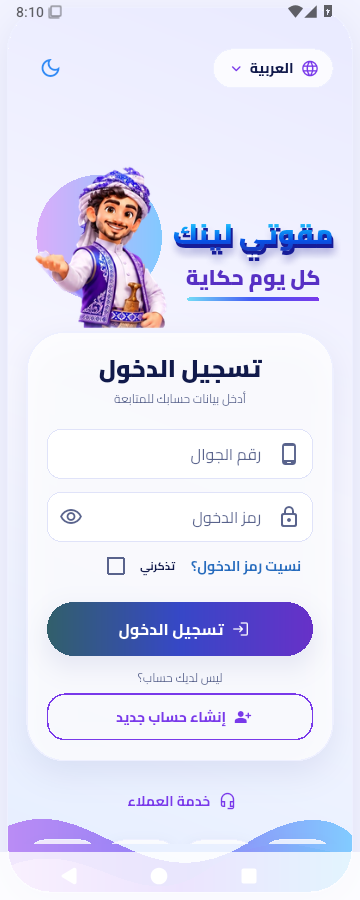 8:10
العربية
مقوتي لينك
كل يوم حكاية
تسجيل الدخول
أدخل بيانات حسابك للمتابعة
رقم الجوال
رمز الدخول
نسيت رمز الدخول؟ تذكرني
تسجيل الدخول
ليس لديك حساب؟
إنشاء حساب جديد
خدمة العملاء